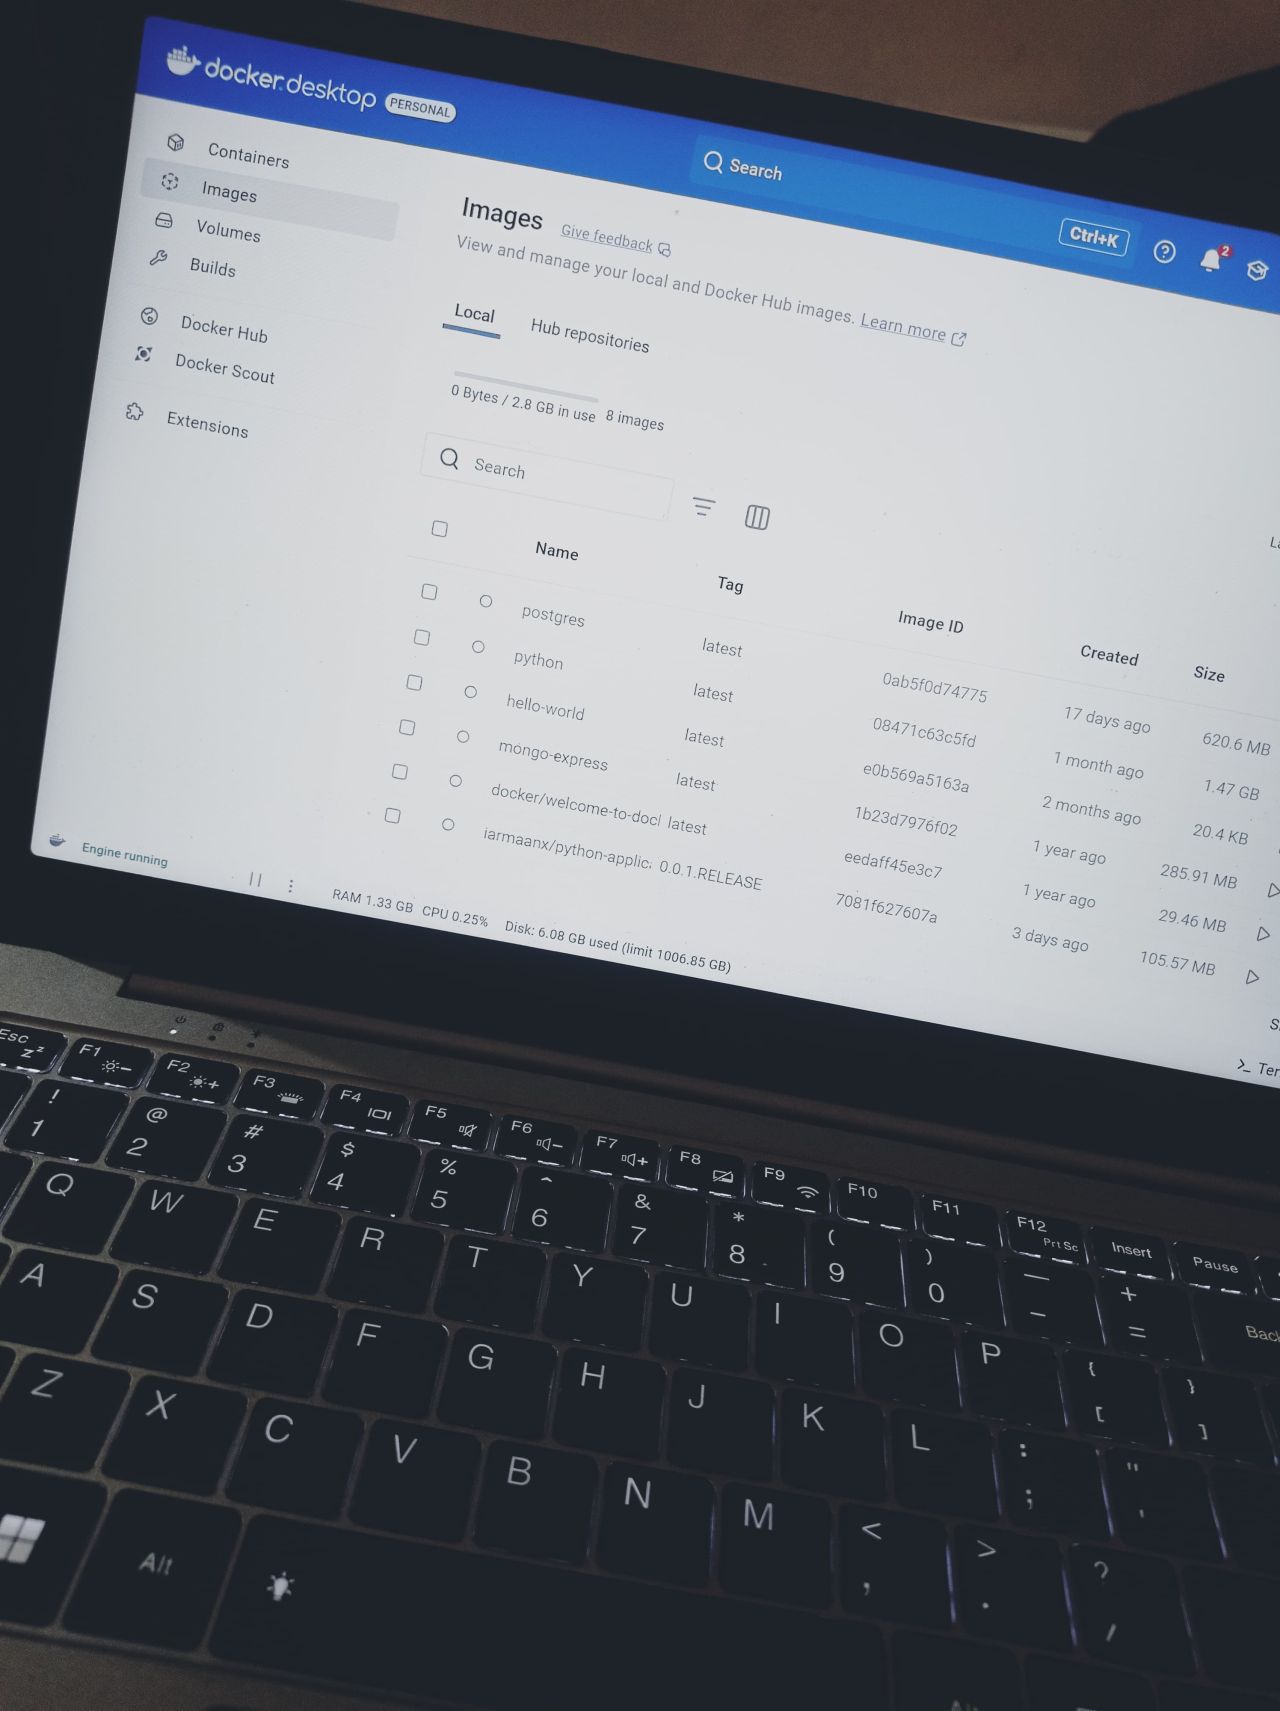 docker.desktop PERSONAL
Search Ctrl+K 2
Containers
Images
Volumes
Builds
Docker Hub
Docker Scout
Extensions
Images Give feedback
View and manage your local and Docker Hub images. Learn more
Local Hub repositories
0 Bytes / 2.8 GB in use 8 images
Search
Name Tag Image ID Created Size
postgres latest 0ab5f0d74775 17 days ago 620.6 MB
python latest 08471c63c5fd 1 month ago 1.47 GB
hello-world latest e0b569a5163a 2 months ago 20.4 KB
mongo-express latest 1b23d7976f02 1 year ago 285.91 MB
docker/welcome-to-doc latest eedaff45e3c7 1 year ago 29.46 MB
iarmaanx/python-applic 0.0.1.RELEASE 7081f627607a 3 days ago 105.57 MB
Engine running RAM 1.33 GB CPU 0.25% Disk: 6.08 GB used (limit 1006.85 GB)
>_ Ter
Esc F1 F2 F3 F4 F5 F6 F7 F8 F9 F10 F11 F12 PrtSc Insert Pause
! 1 @ 2 # 3 $ 4 % 5 ^ 6 & 7 * 8 ( 9 ) 0 — - + = Back
Q W E R T Y U I O P { [ } ]
A S D F G H J K L : ; " '
Z X C V B N M < , > . ? /
Alt